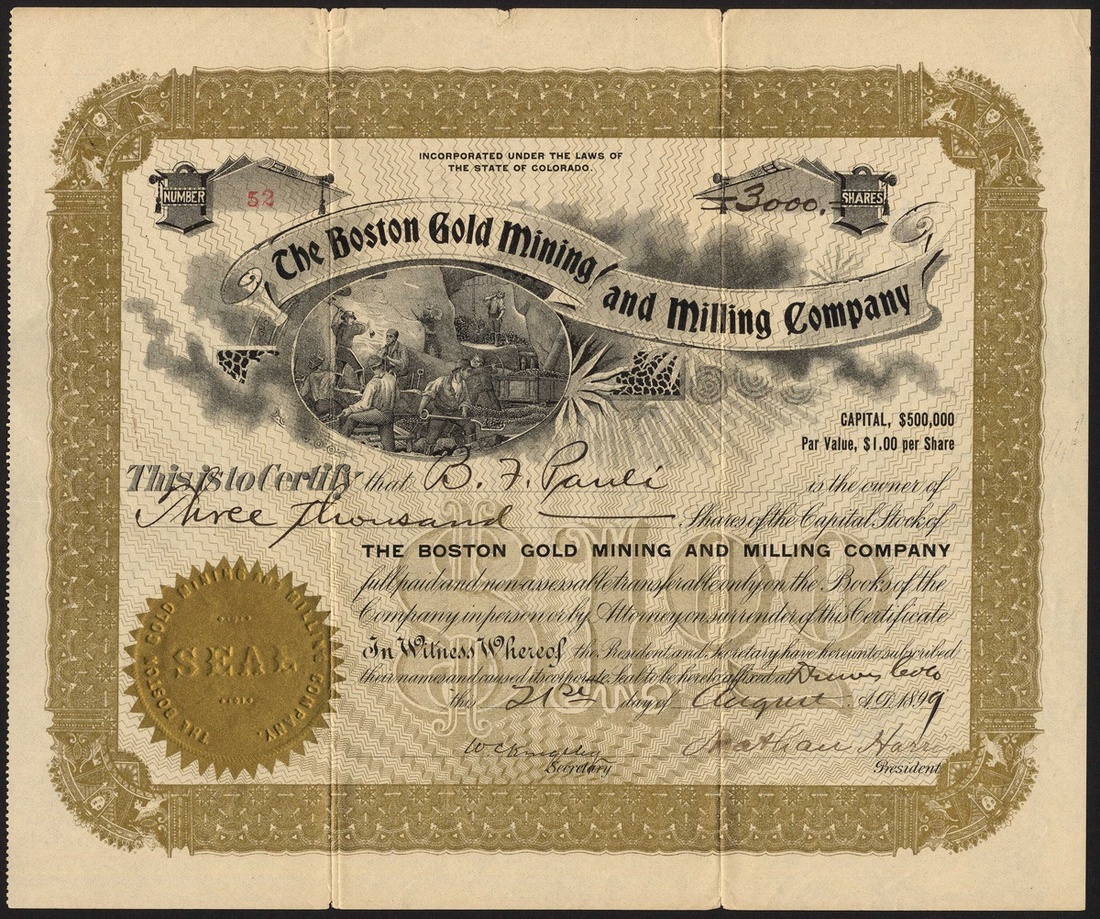 INCORPORATED UNDER THE LAWS OF
THE STATE OF COLORADO.
NUMBER 52
3000. SHARES
The Boston Gold Mining
and Milling Company
CAPITAL, $500,000
Par Value, $1.00 per Share
This is to Certify that B. F. Pauli is the owner of
Three thousand Shares of the Capital Stock of
THE BOSTON GOLD MINING AND MILLING COMPANY
full paid and non-assessable transferable only on the Books of the
Company in person or by Attorney on surrender of this Certificate
In Witness Whereof the President and Secretary have hereunto subscribed
their names and caused its corporate Seal to be hereto affixed at Colo
this 21st day of August A.D. 1899
Secretary
President
$1.00
THE BOSTON GOLD MINING AND MILLING COMPANY.
SEAL